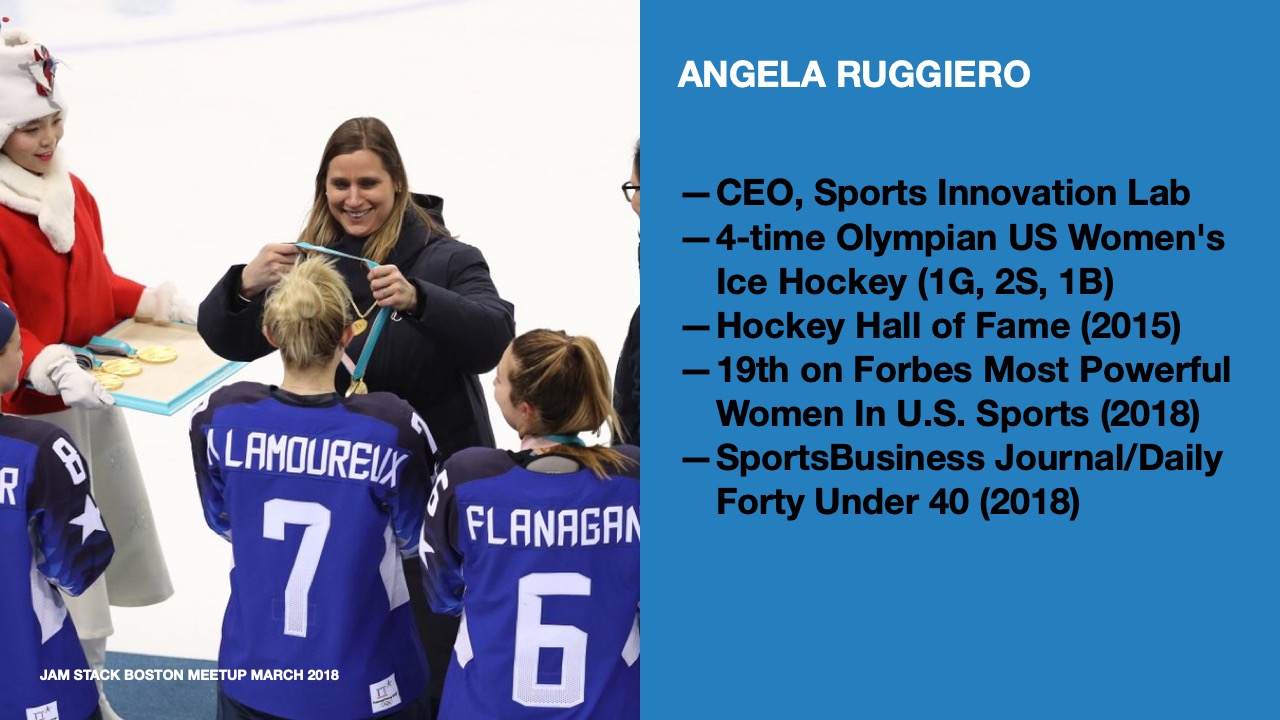 ANGELA RUGGIERO
—CEO, Sports Innovation Lab
—4-time Olympian US Women's
Ice Hockey (1G, 2S, 1B)
—Hockey Hall of Fame (2015)
—19th on Forbes Most Powerful
Women In U.S. Sports (2018)
—SportsBusiness Journal/Daily
Forty Under 40 (2018)
LAMOUREUX
7
7
FLANAGAN
6
6
R
8
JAM STACK BOSTON MEETUP MARCH 2018